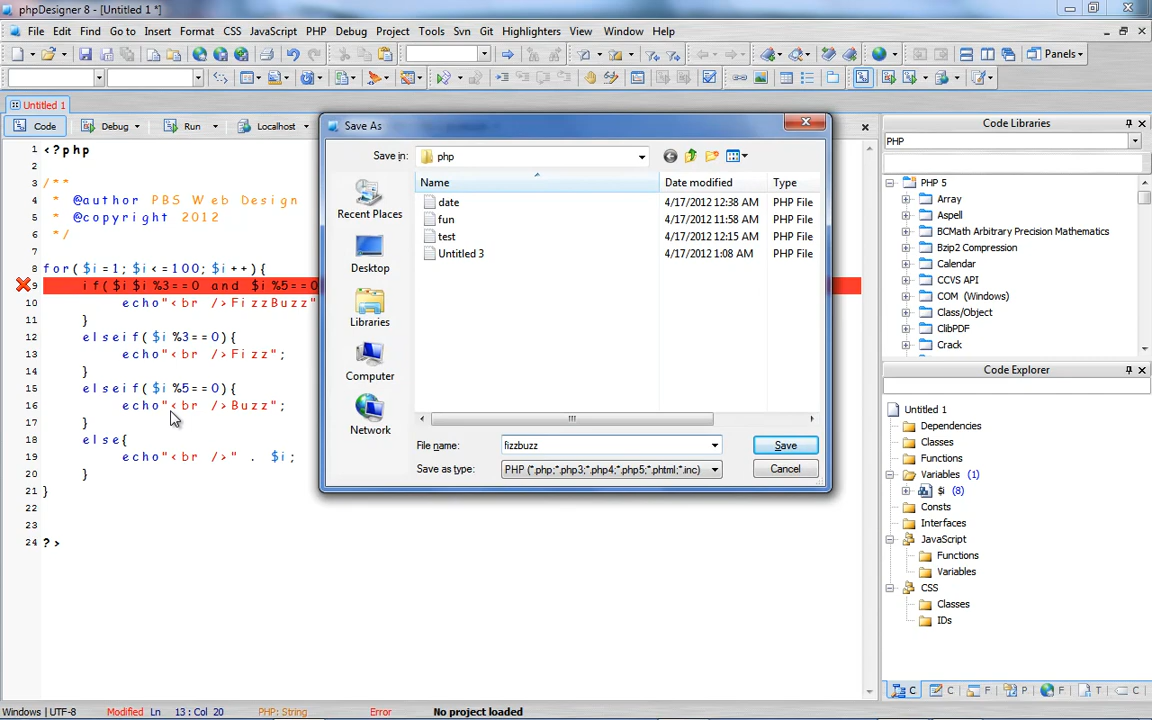 phpDesigner 8 - [Untitled 1 *]
File Edit Find Go to Insert Format CSS JavaScript PHP Debug Project Tools Svn Git Highlighters View Window Help
Panels
Untitled 1
Code Debug Run Localhost
1 <?php
2
3 /**
4 @author PBS Web Design
5 @copyright 2012
6 */
7
8 for($i=1; $i<=100; $i++){
9 if($i $i%3==0 and $i%5==0
10 echo"<br />FizzBuzz"
11 }
12 elseif($i%3==0){
13 echo"<br />Fizz";
14 }
15 elseif($i%5==0){
16 echo"<br />Buzz";
17 }
18 else{
19 echo"<br />" . $i;
20 }
21 }
22
23
24 ?>
Save As
Save in: php
Name Date modified Type
date 4/17/2012 12:38 AM PHP File
fun 4/17/2012 11:58 AM PHP File
test 4/17/2012 12:15 AM PHP File
Untitled 3 4/17/2012 1:08 AM PHP File
Recent Places
Desktop
Libraries
Computer
Network
File name: fizzbuzz Save
Save as type: PHP (*.php;*.php3;*.php4;*.php5;*.phtml;*.inc) Cancel
Code Libraries
PHP
PHP 5
Array
Aspell
BCMath Arbitrary Precision Mathematics
Bzip2 Compression
Calendar
CCVS API
COM (Windows)
Class/Object
ClibPDF
Crack
Code Explorer
Untitled 1
Dependencies
Classes
Functions
Variables (1)
$i (8)
Consts
Interfaces
JavaScript
Functions
Variables
CSS
Classes
IDs
C C F P F T C
Windows | UTF-8 Modified Ln 13 : Col 20 PHP: String Error No project loaded